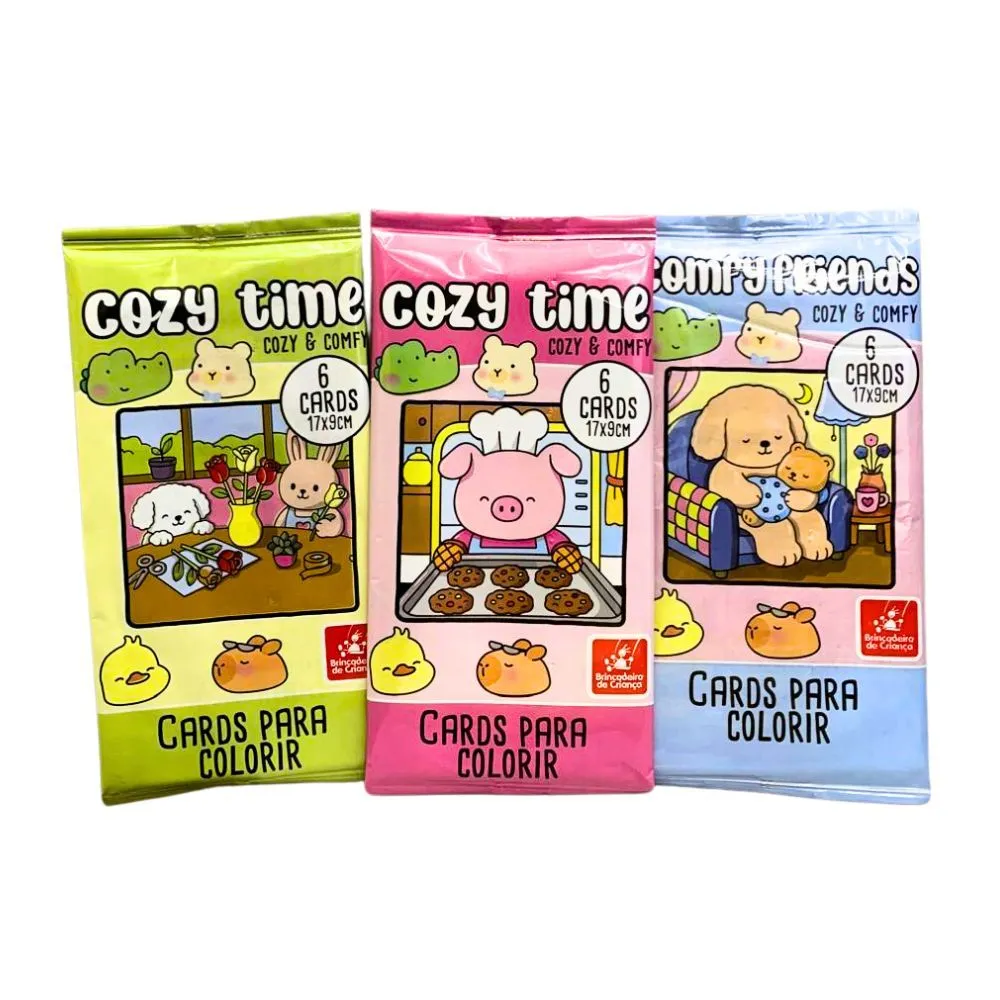 cozy time
COZY & COMFY
6
CARDS
17x9CM
Brincadeira
de Criança
CARDS PARA
COLORIR
cozy time
COZY & COMFY
6
CARDS
17x9CM
Brincadeira
de Criança
CARDS PARA
COLORIR
comfy friends
COZY & COMFY
6
CARDS
17x9CM
Brincadeira
de Criança
CARDS PARA
COLORIR